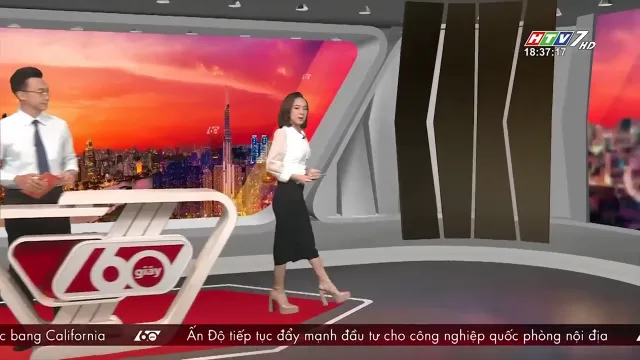 HTV7 HD
18:37:17
60 giây
c bang California 60 Ấn Độ tiếp tục đẩy mạnh đầu tư cho công nghiệp quốc phòng nội địa